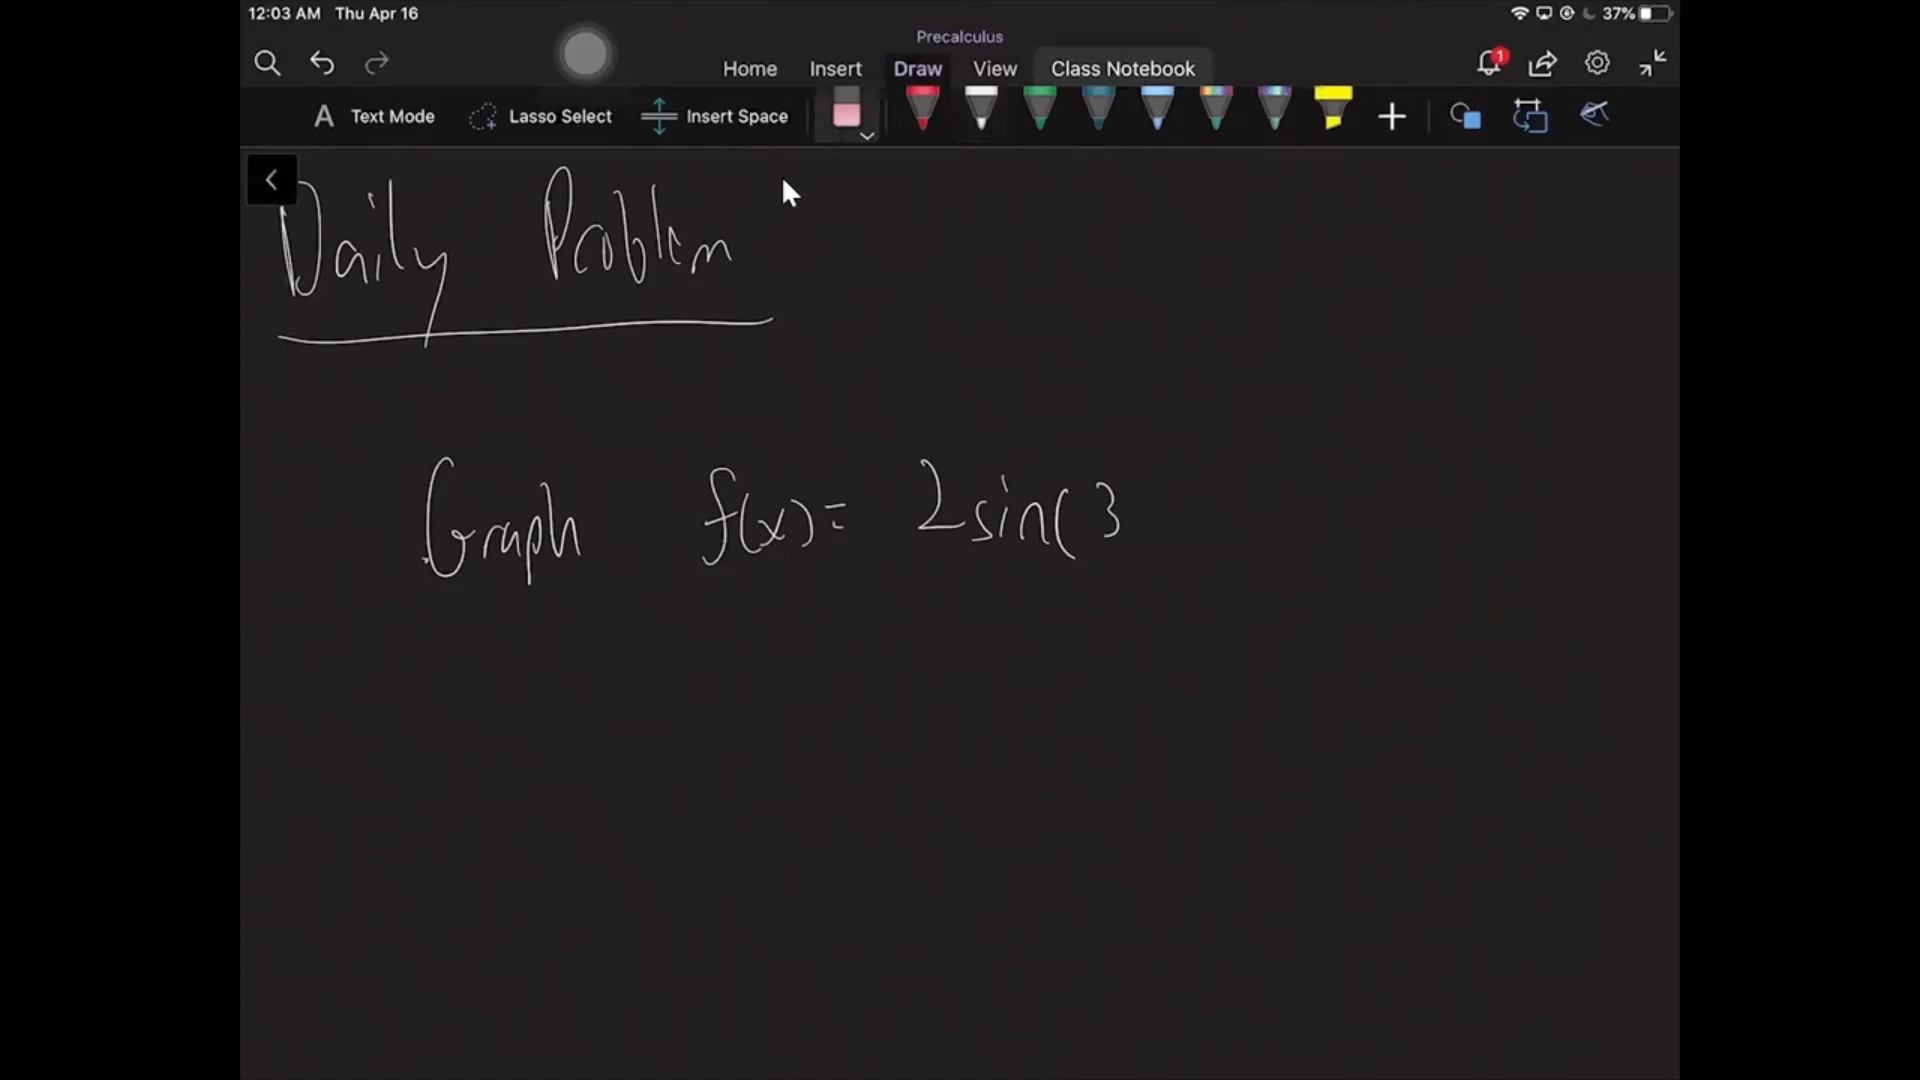 12:03 AM Thu Apr 16
37%
Precalculus
Home Insert Draw View Class Notebook
1
Text Mode Lasso Select Insert Space
Daily Problem
Graph f(x)= 2sin( 3